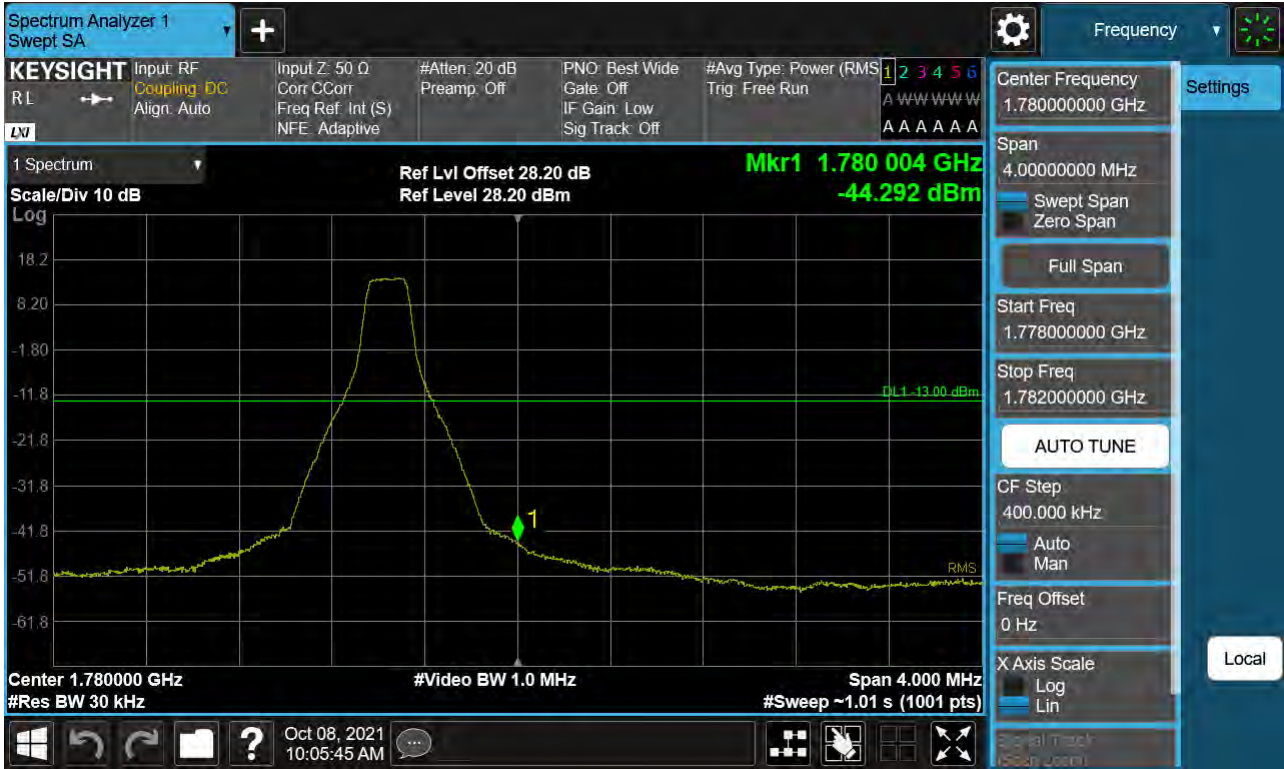 Spectrum Analyzer 1
Swept SA
Frequency
KEYSIGHT
R L
LXI
Input: RF
Coupling: DC
Align: Auto
Input Z: 50 Ω
Corr CCorr
Freq Ref: Int (S)
NFE: Adaptive
#Atten: 20 dB
Preamp: Off
PNO: Best Wide
Gate: Off
IF Gain: Low
Sig Track: Off
#Avg Type: Power (RMS
Trig: Free Run
1 2 3 4 5 6
A W W W W W
A A A A A A
1 Spectrum
Scale/Div 10 dB
Log
Ref Lvl Offset 28.20 dB
Ref Level 28.20 dBm
Mkr1 1.780 004 GHz
-44.292 dBm
18.2
8.20
-1.80
-11.8
-21.8
-31.8
-41.8
-51.8
-61.8
DL1 -13.00 dBm
1
RMS
Center 1.780000 GHz
#Res BW 30 kHz
#Video BW 1.0 MHz
Span 4.000 MHz
#Sweep ~1.01 s (1001 pts)
Center Frequency
1.780000000 GHz
Span
4.00000000 MHz
Swept Span
Zero Span
Full Span
Start Freq
1.778000000 GHz
Stop Freq
1.782000000 GHz
AUTO TUNE
CF Step
400.000 kHz
Auto
Man
Freq Offset
0 Hz
X Axis Scale
Log
Lin
Signal Track
(Span Zoom)
Settings
Local
Oct 08, 2021
10:05:45 AM